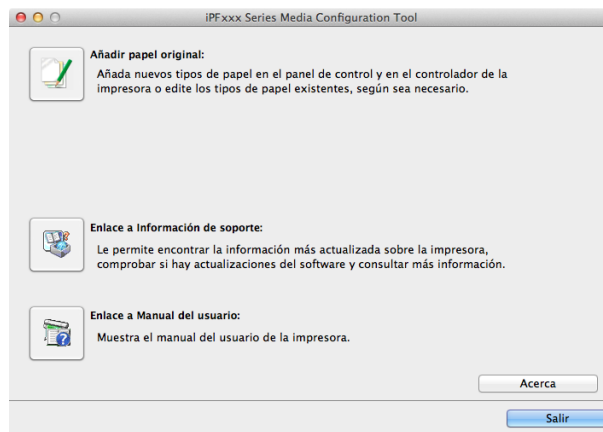 iPFxxx Series Media Configuration Tool
Añadir papel original:
Añada nuevos tipos de papel en el panel de control y en el controlador de la
impresora o edite los tipos de papel existentes, según sea necesario.
Enlace a Información de soporte:
Le permite encontrar la información más actualizada sobre la impresora,
comprobar si hay actualizaciones del software y consultar más información.
Enlace a Manual del usuario:
Muestra el manual del usuario de la impresora.
Acerca
Salir